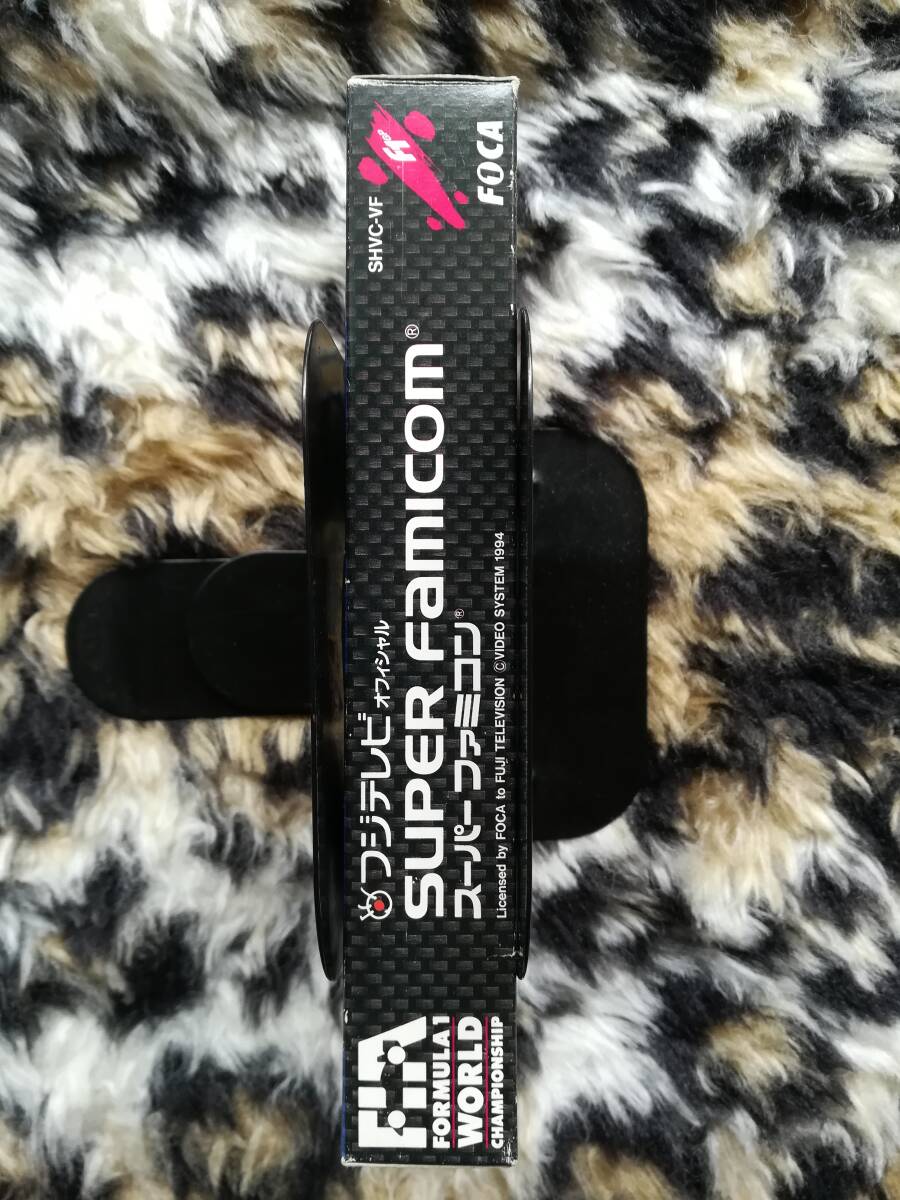 FIA
FORMULA 1
WORLD
CHAMPIONSHIP
フジテレビ オフィシャル
SUPER FAMICOM®
スーパーファミコン®
Licensed by FOCA to FUJI TELEVISION ©VIDEO SYSTEM 1994
SHVC-VF
FOCA